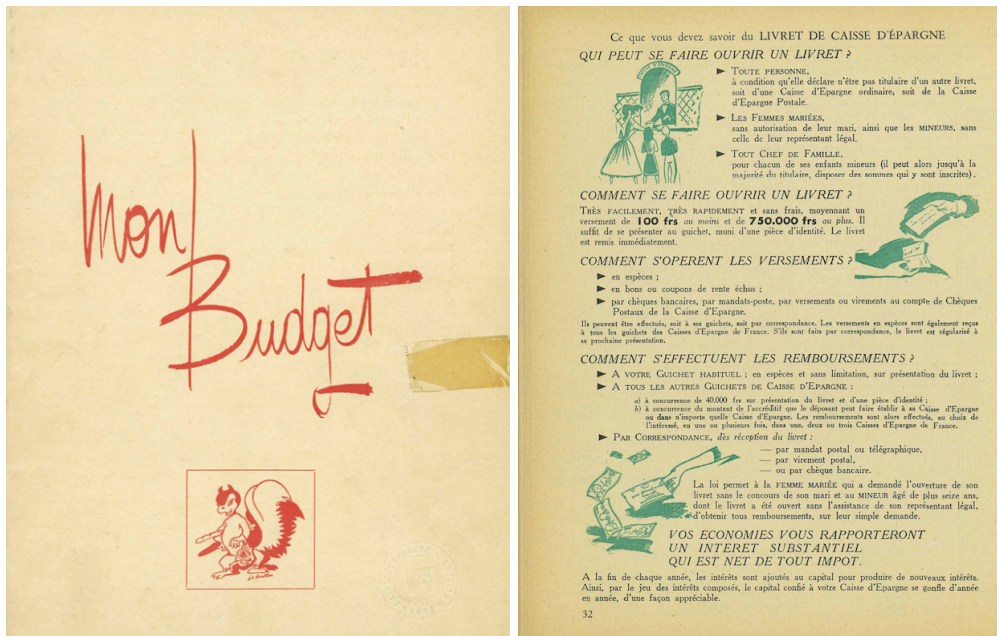 Mon
Budget
Ce que vous devez savoir du LIVRET DE CAISSE D'ÉPARGNE
QUI PEUT SE FAIRE OUVRIR UN LIVRET ?
► TOUTE PERSONNE,
à condition qu'elle déclare n'être pas titulaire d'un autre livret,
soit d'une Caisse d'Epargne ordinaire, soit de la Caisse
d'Epargne Postale.
► LES FEMMES MARIÉES,
sans autorisation de leur mari, ainsi que les MINEURS, sans
celle de leur représentant légal.
► TOUT CHEF DE FAMILLE,
pour chacun de ses enfants mineurs (il peut alors jusqu'à la
majorité du titulaire, disposer des sommes qui y sont inscrites).
COMMENT SE FAIRE OUVRIR UN LIVRET ?
TRÈS FACILEMENT, TRÈS RAPIDEMENT et sans frais, moyennant un
versement de 100 frs au moins et de 750.000 frs au plus. Il
suffit de se présenter au guichet, muni d'une pièce d'identité. Le livret
est remis immédiatement.
COMMENT S'OPERENT LES VERSEMENTS ?
► en espèces ;
► en bons ou coupons de rente échus ;
► par chèques bancaires, par mandats-poste, par versements ou virements au compte de Chèques
Postaux de la Caisse d'Epargne.
Ils peuvent être effectués, soit à ses guichets, soit par correspondance. Les versements en espèces sont également reçus
à tous les guichets des Caisses d'Epargne de France. S'ils sont faits par correspondance, le livret est régularisé à
sa prochaine présentation.
COMMENT S'EFFECTUENT LES REMBOURSEMENTS ?
► A VOTRE GUICHET HABITUEL ; en espèces et sans limitation, sur présentation du livret ;
► A TOUS LES AUTRES GUICHETS DE CAISSE D'EPARGNE :
a) à concurrence de 40.000 frs sur présentation du livret et d'une pièce d'identité ;
b) à concurrence du montant de l'accréditif que le déposant peut faire établir à sa Caisse d'Epargne
ou dans n'importe quelle Caisse d'Epargne. Les remboursements sont alors effectués, au choix de
l'intéressé, en une ou plusieurs fois, dans une, deux ou trois Caisses d'Epargne de France.
► PAR CORRESPONDANCE, dès réception du livret :
— par mandat postal ou télégraphique,
— par virement postal,
— ou par chèque bancaire.
La loi permet à la FEMME MARIÉE qui a demandé l'ouverture de son
livret sans le concours de son mari et au MINEUR âgé de plus seize ans,
dont le livret a été ouvert sans l'assistance de son représentant légal,
d'obtenir tous remboursements, sur leur simple demande.
VOS ECONOMIES VOUS RAPPORTERONT
UN INTERET SUBSTANTIEL
QUI EST NET DE TOUT IMPOT.
A la fin de chaque année, les intérêts sont ajoutés au capital pour produire de nouveaux intérêts.
Ainsi, par le jeu des intérêts composés, le capital confié à votre Caisse d'Epargne se gonfle d'année
en année, d'une façon appréciable.
32